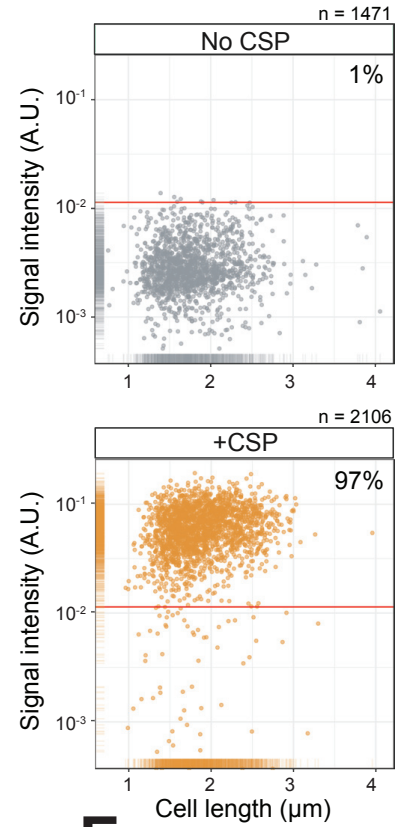 n = 1471
No CSP
1%
Signal intensity (A.U.)
10-1
10-2
10-3
1 2 3 4
n = 2106
+CSP
97%
Signal intensity (A.U.)
10-1
10-2
10-3
1 2 3 4
Cell length (μm)